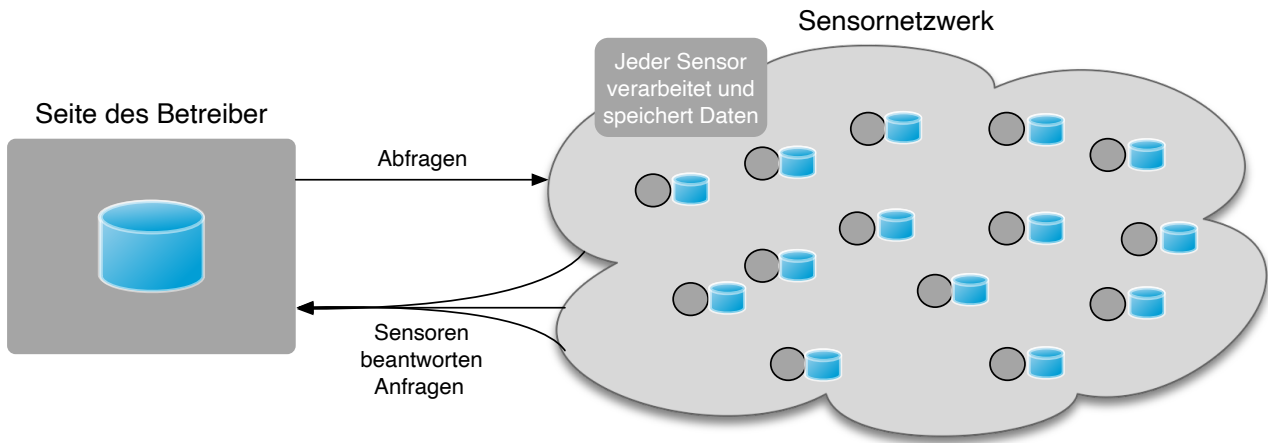 Sensornetzwerk
Jeder Sensor
verarbeitet und
speichert Daten
Seite des Betreiber
Abfragen
Sensoren
beantworten
Anfragen